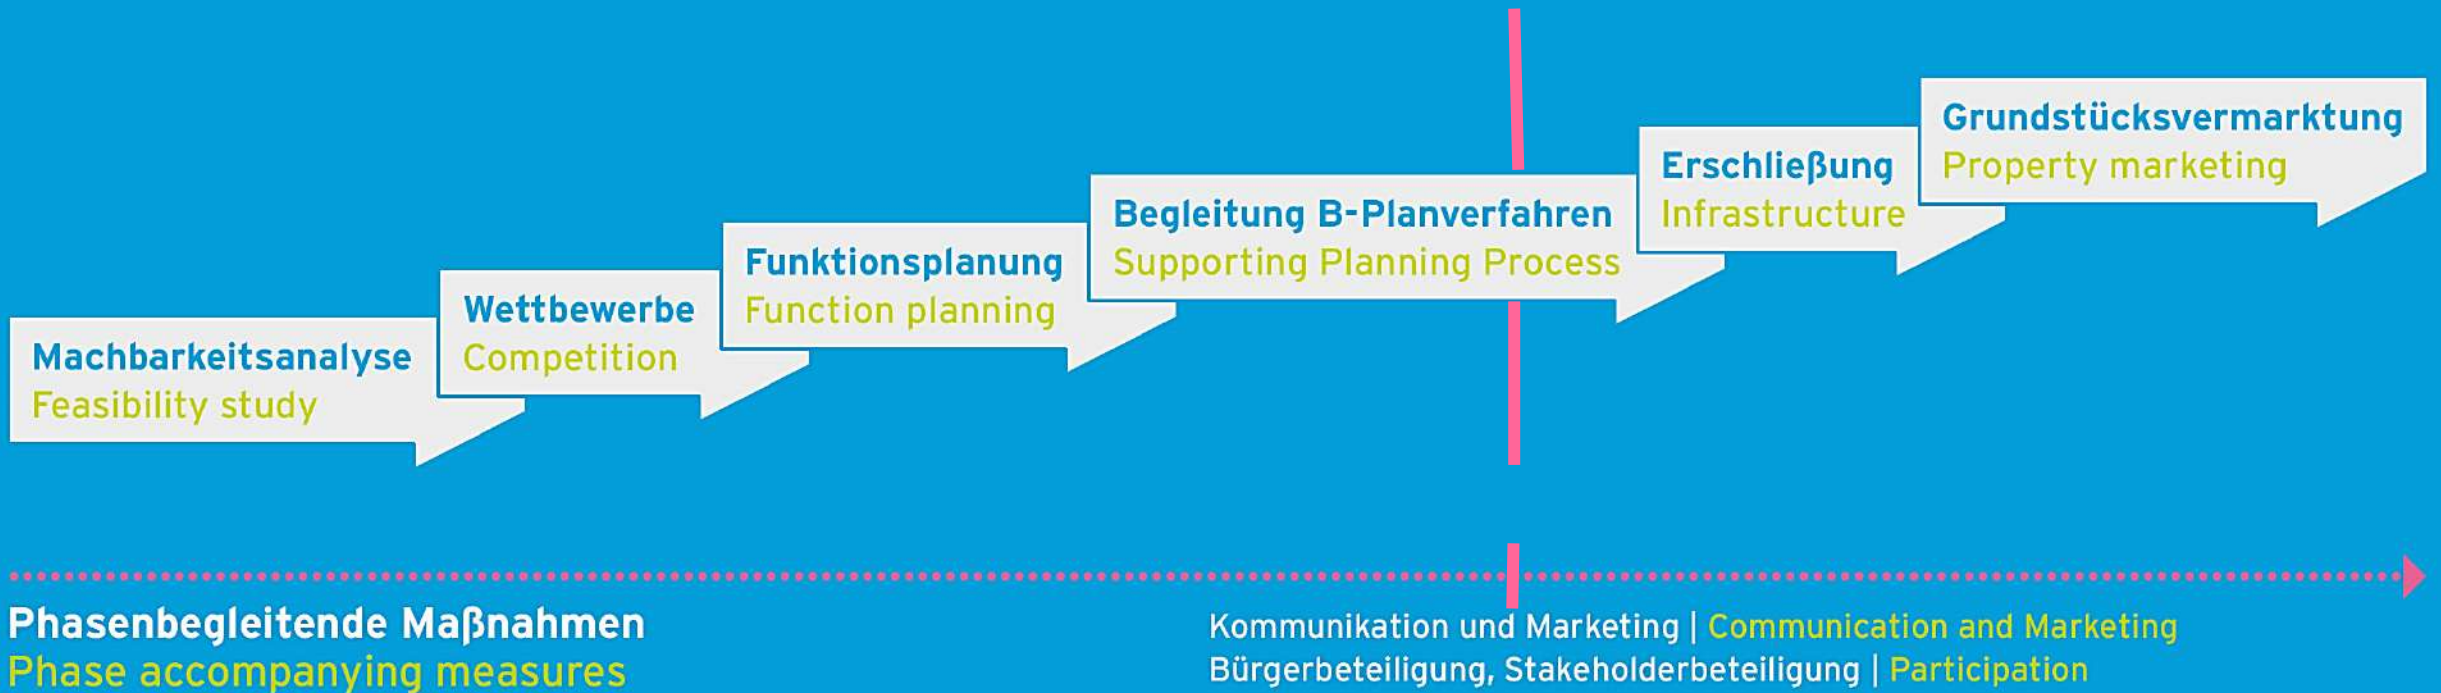 Machbarkeitsanalyse
Feasibility study
Wettbewerbe
Competition
Funktionsplanung
Function planning
Begleitung B-Planverfahren
Supporting Planning Process
Erschließung
Infrastructure
Grundstücksvermarktung
Property marketing
Phasenbegleitende Maßnahmen
Phase accompanying measures
Kommunikation und Marketing | Communication and Marketing
Bürgerbeteiligung, Stakeholderbeteiligung | Participation